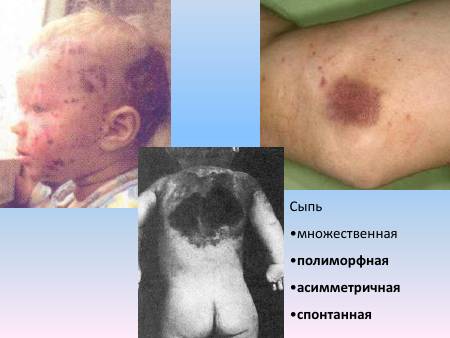 Сыпь
•множественная
•полиморфная
•асимметричная
•спонтанная